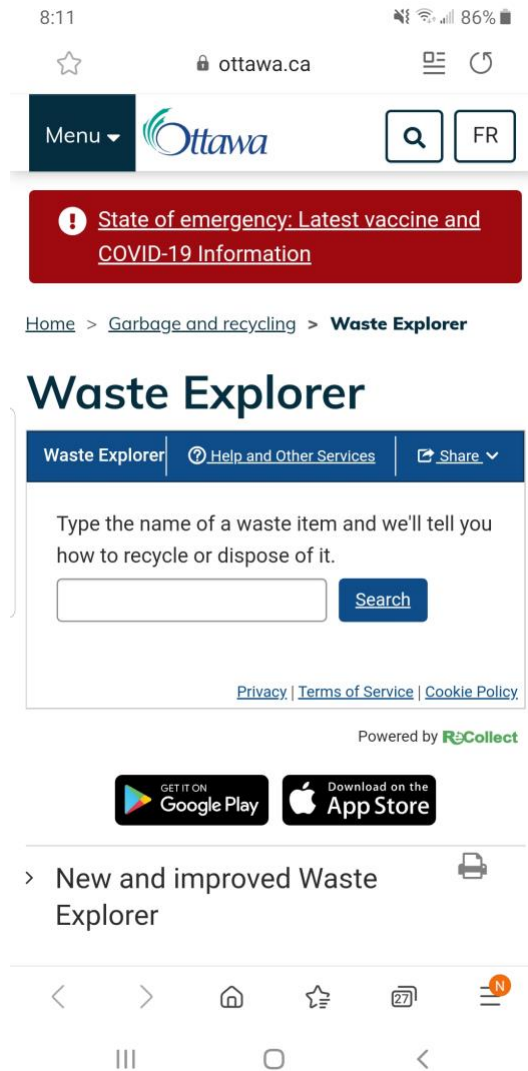 8:11 86%
ottawa.ca
Menu Ottawa FR
State of emergency: Latest vaccine and
COVID-19 Information
Home > Garbage and recycling > Waste Explorer
Waste Explorer
Waste Explorer Help and Other Services Share
Type the name of a waste item and we'll tell you
how to recycle or dispose of it.
Search
Privacy | Terms of Service | Cookie Policy
Powered by ReCollect
GET IT ON
Google Play
Download on the
App Store
New and improved Waste
Explorer
27 N